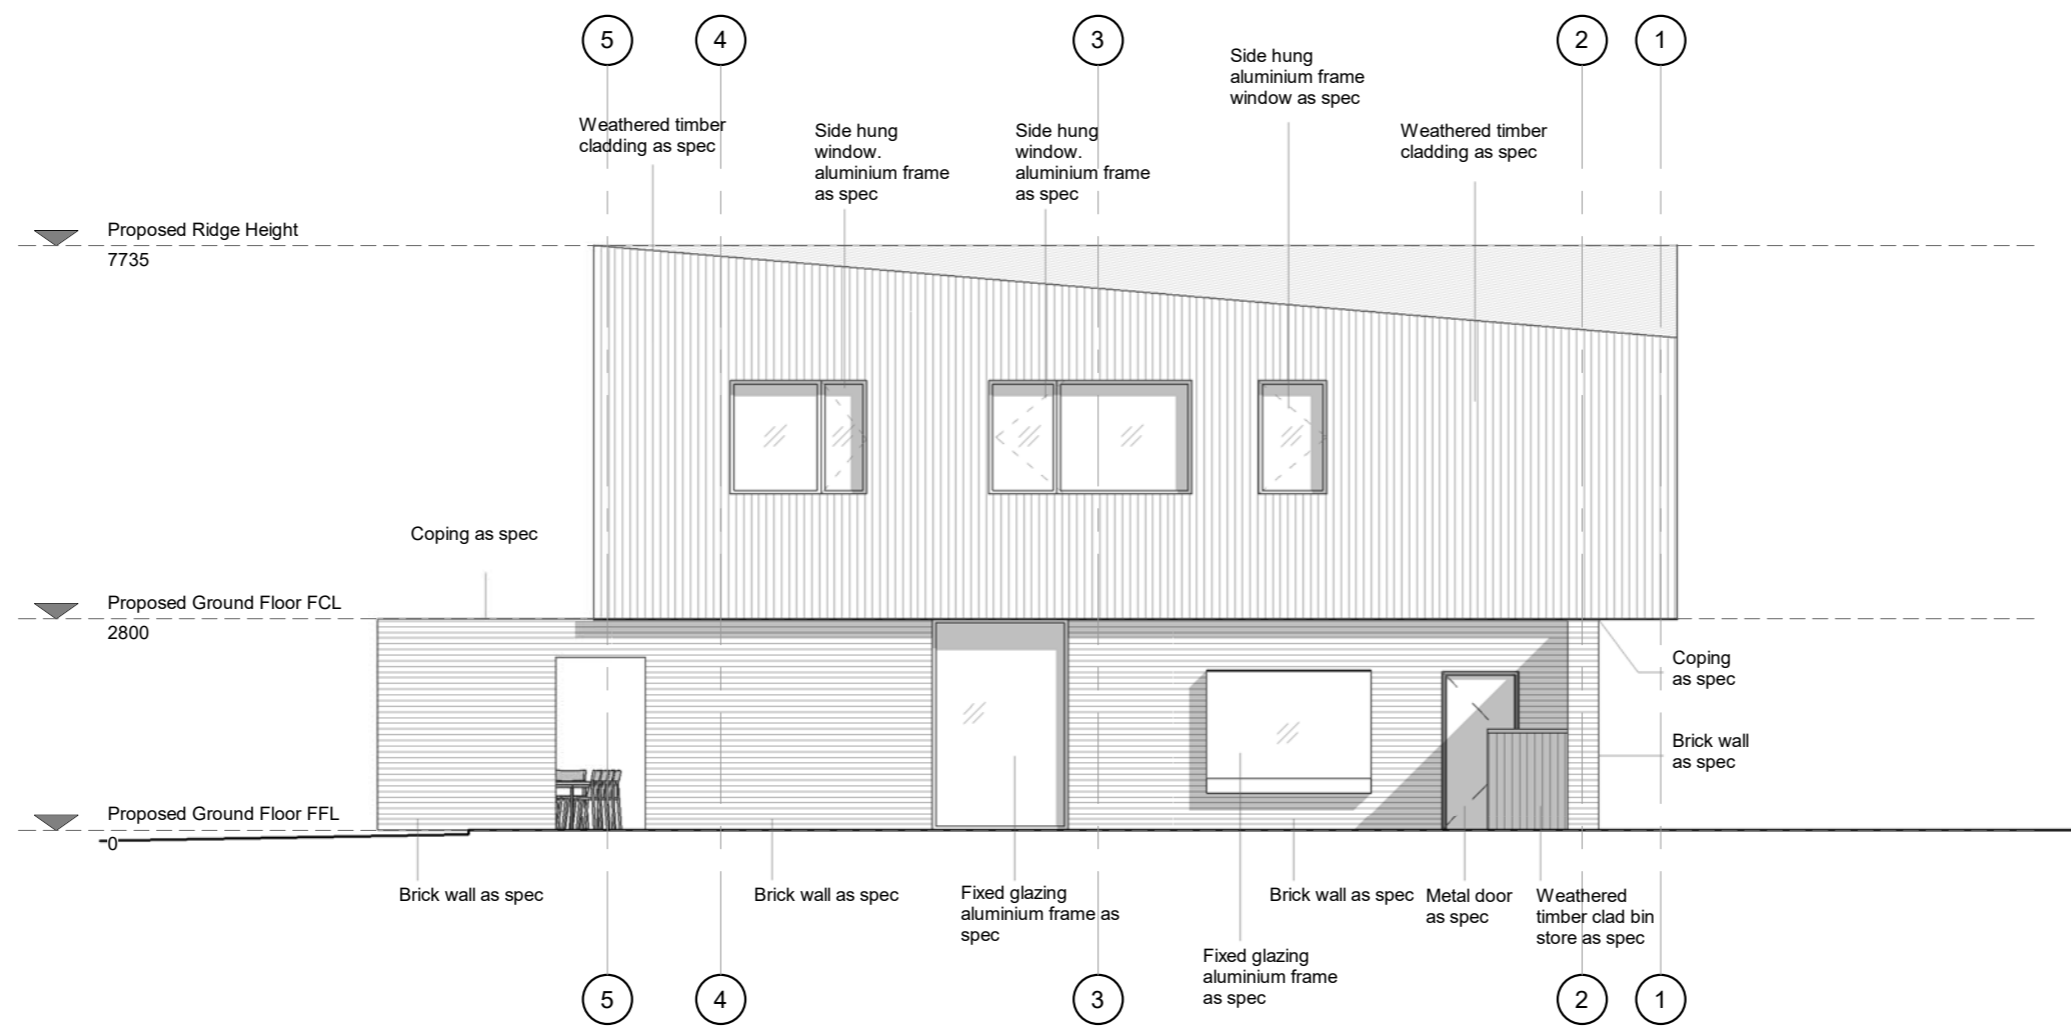 5
4
3
2
1
Side hung
aluminium frame
window as spec
Weathered timber
cladding as spec
Side hung
window.
aluminium frame
as spec
Side hung
window.
aluminium frame
as spec
Weathered timber
cladding as spec
Proposed Ridge Height
7735
Coping as spec
Proposed Ground Floor FCL
2800
Coping
as spec
Brick wall
as spec
Proposed Ground Floor FFL
0
Brick wall as spec
Brick wall as spec
Fixed glazing
aluminium frame as
spec
Fixed glazing
aluminium frame
as spec
Brick wall as spec
Metal door
as spec
Weathered
timber clad bin
store as spec
5
4
3
2
1